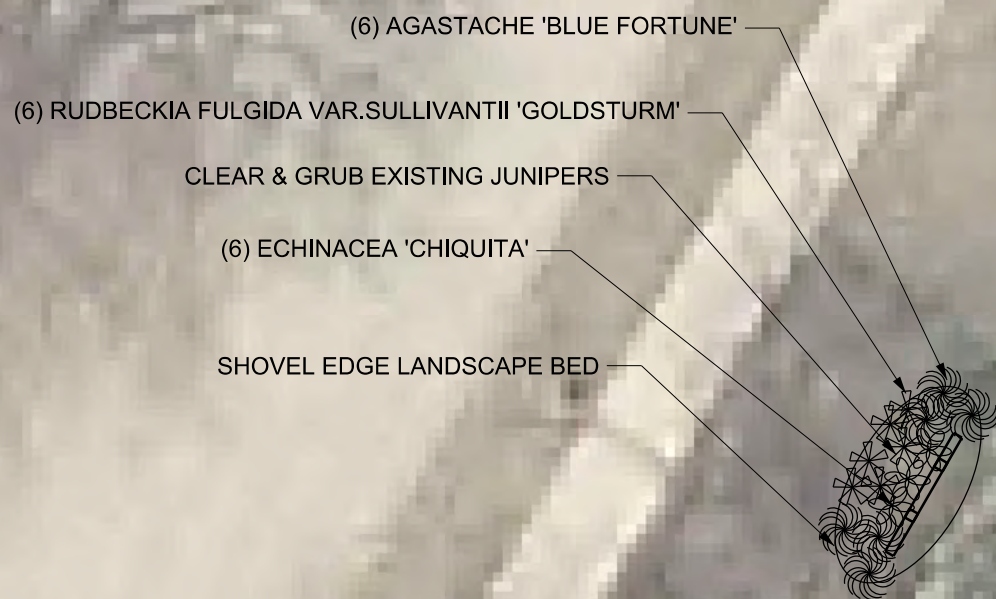 (6) AGASTACHE 'BLUE FORTUNE'
(6) RUDBECKIA FULGIDA VAR.SULLIVANTII 'GOLDSTURM'
CLEAR & GRUB EXISTING JUNIPERS
(6) ECHINACEA 'CHIQUITA'
SHOVEL EDGE LANDSCAPE BED